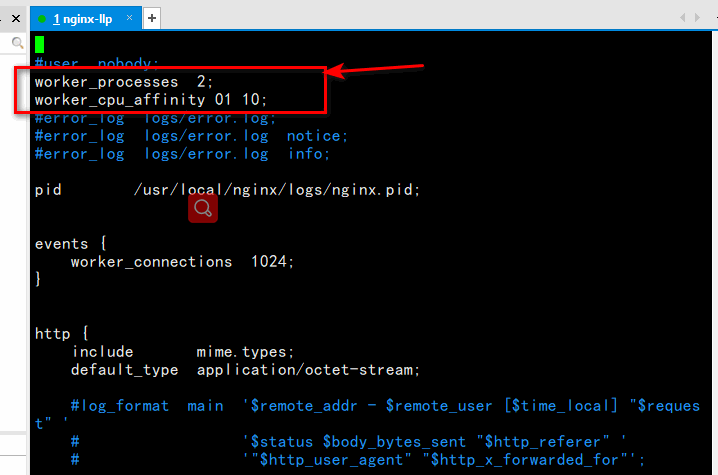 1 nginx-llp
#user  nobody;
worker_processes  2;
worker_cpu_affinity 01 10;
#error_log  logs/error.log;
#error_log  logs/error.log  notice;
#error_log  logs/error.log  info;
pid        /usr/local/nginx/logs/nginx.pid;
events {
    worker_connections  1024;
}
http {
    include       mime.types;
    default_type  application/octet-stream;
    #log_format  main  '$remote_addr - $remote_user [$time_local] "$reques
t" '
    #                  '$status $body_bytes_sent "$http_referer" '
    #                  '"$http_user_agent" "$http_x_forwarded_for"';